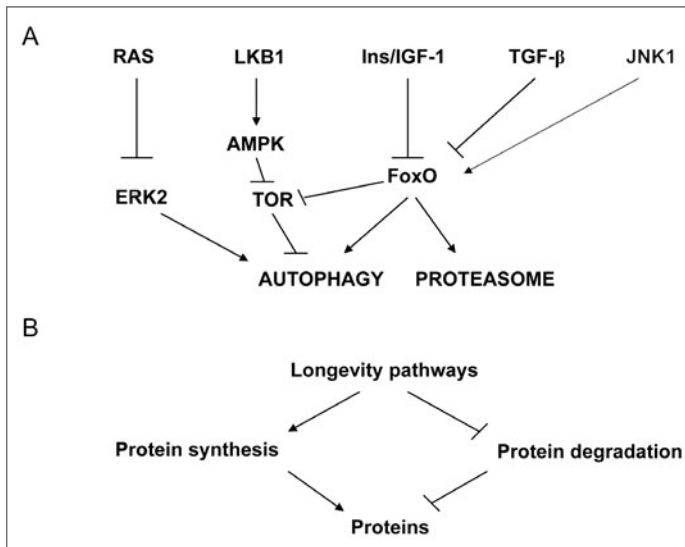 A
RAS LKB1 Ins/IGF-1 TGF-β JNK1
AMPK
FoxO
ERK2 TOR
AUTOPHAGY PROTEASOME
B
Longevity pathways
Protein synthesis Protein degradation
Proteins